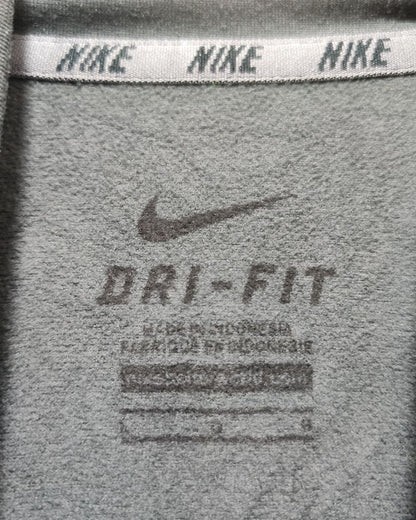 NIKE NIKE NIKE
DRI-FIT
MADE IN INDONESIA
FABRIQUÉ EN INDONÉSIE
L G G